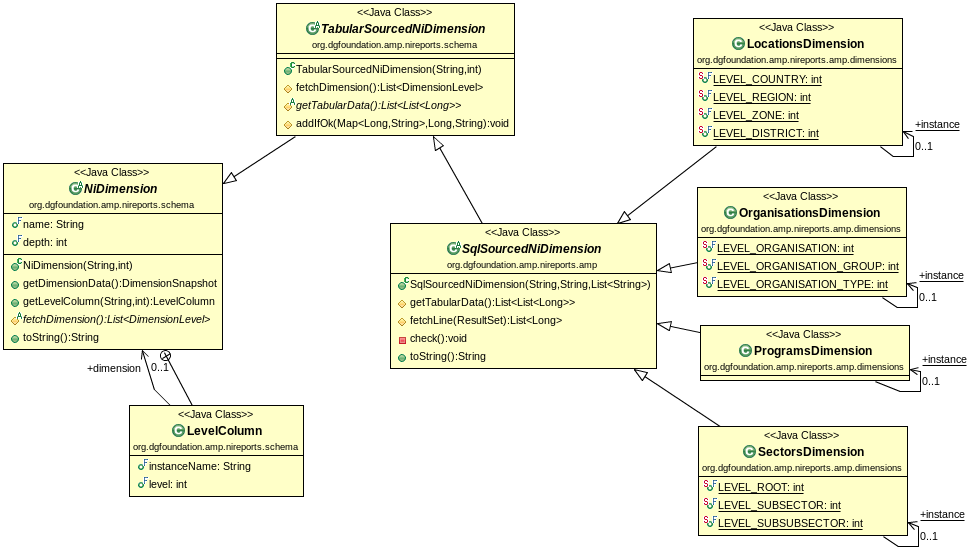 <<Java Class>>
TabularSourcedNiDimension
org.dgfoundation.amp.nireports.schema
TabularSourcedNiDimension(String,int)
fetchDimension():List<DimensionLevel>
getTabularData():List<List<Long>>
addIfOk(Map<Long,String>,Long,String):void
<<Java Class>>
NiDimension
org.dgfoundation.amp.nireports.schema
name: String
depth: int
NiDimension(String,int)
getDimensionData():DimensionSnapshot
getLevelColumn(String,int):LevelColumn
fetchDimension():List<DimensionLevel>
toString():String
+dimension
0..1
<<Java Class>>
LevelColumn
org.dgfoundation.amp.nireports.schema
instanceName: String
level: int
<<Java Class>>
SqlSourcedNiDimension
org.dgfoundation.amp.nireports.amp
SqlSourcedNiDimension(String,String,List<String>)
getTabularData():List<List<Long>>
fetchLine(ResultSet):List<Long>
check():void
toString():String
<<Java Class>>
LocationsDimension
org.dgfoundation.amp.nireports.amp.dimensions
LEVEL_COUNTRY: int
LEVEL_REGION: int
LEVEL_ZONE: int
LEVEL_DISTRICT: int
+instance
0..1
<<Java Class>>
OrganisationsDimension
org.dgfoundation.amp.nireports.amp.dimensions
LEVEL_ORGANISATION: int
LEVEL_ORGANISATION_GROUP: int
LEVEL_ORGANISATION_TYPE: int
+instance
0..1
<<Java Class>>
ProgramsDimension
org.dgfoundation.amp.nireports.amp.dimensions
+instance
0..1
<<Java Class>>
SectorsDimension
org.dgfoundation.amp.nireports.amp.dimensions
LEVEL_ROOT: int
LEVEL_SUBSECTOR: int
LEVEL_SUBSUBSECTOR: int
+instance
0..1